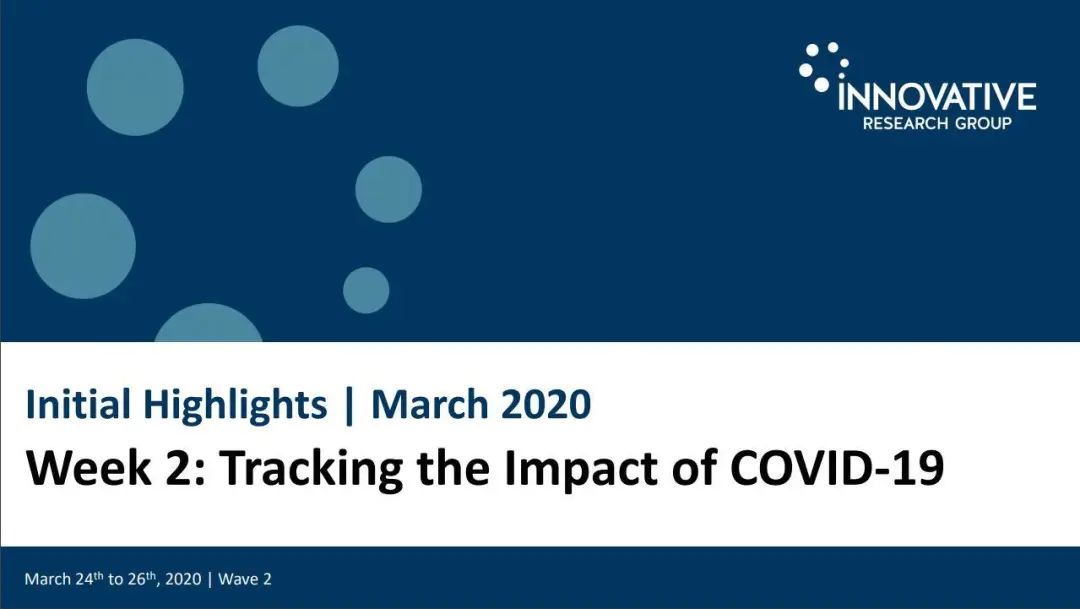 INNOVATIVE
RESEARCH GROUP
Initial Highlights | March 2020
Week 2: Tracking the Impact of COVID-19
March 24th to 26th, 2020 | Wave 2